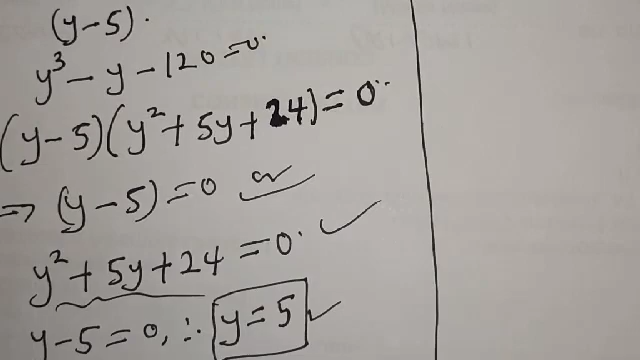 (y-5).
y³ - y - 120 = 0.
(y-5)(y² + 5y + 24) = 0.
⇒ (y-5) = 0 or
y² + 5y + 24 = 0. ✓
y-5 = 0, ∴ y = 5 ✓